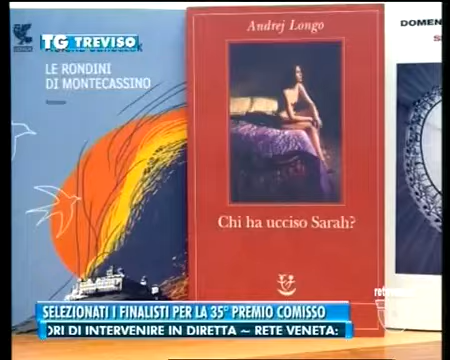 TG TREVISO
LE RONDINI
DI MONTECASSINO
Andrej Longo
Chi ha ucciso Sarah?
DOMEN
SELEZIONATI I FINALISTI PER LA 35° PREMIO COMISSO
ORI DI INTERVENIRE IN DIRETTA ~ RETE VENETA: